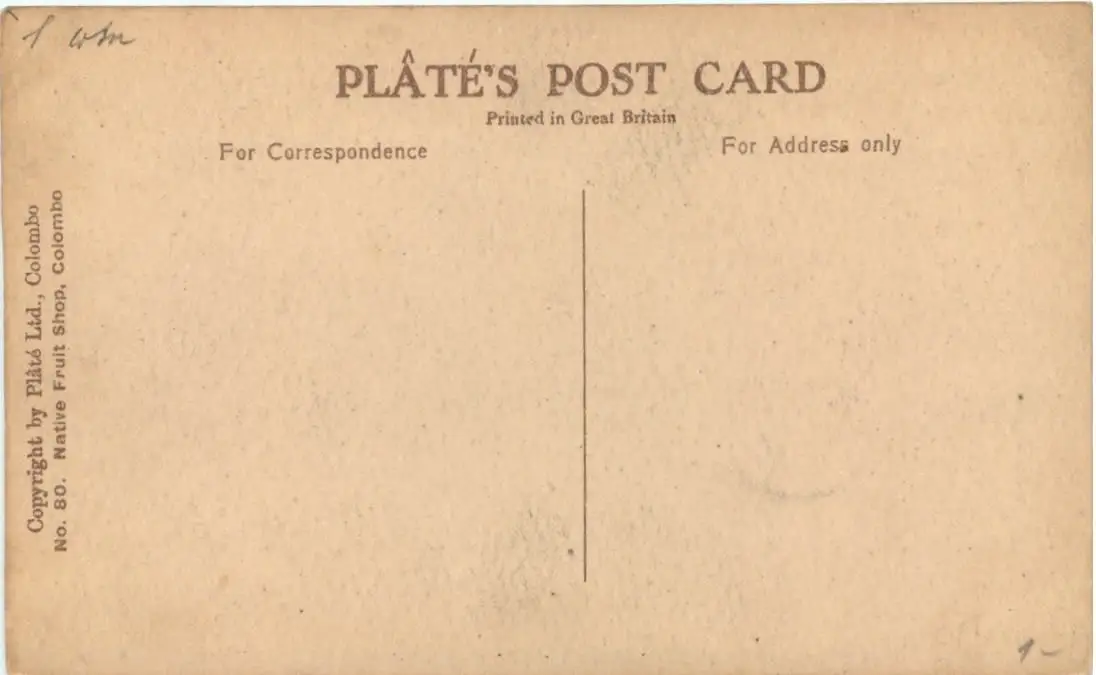 PLÂTÉ'S POST CARD
Printed in Great Britain
For Correspondence
For Address only
Copyright by Plâté Ltd., Colombo
No. 80. Native Fruit Shop, Colombo
1-